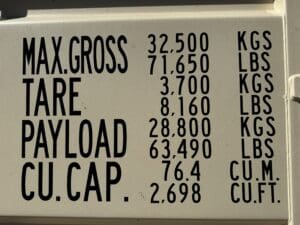 MAX.GROSS 32,500 KGS
71,650 LBS
TARE 3,700 KGS
8,160 LBS
PAYLOAD 28,800 KGS
63,490 LBS
CU.CAP. 76.4 CU.M.
2,698 CU.FT.